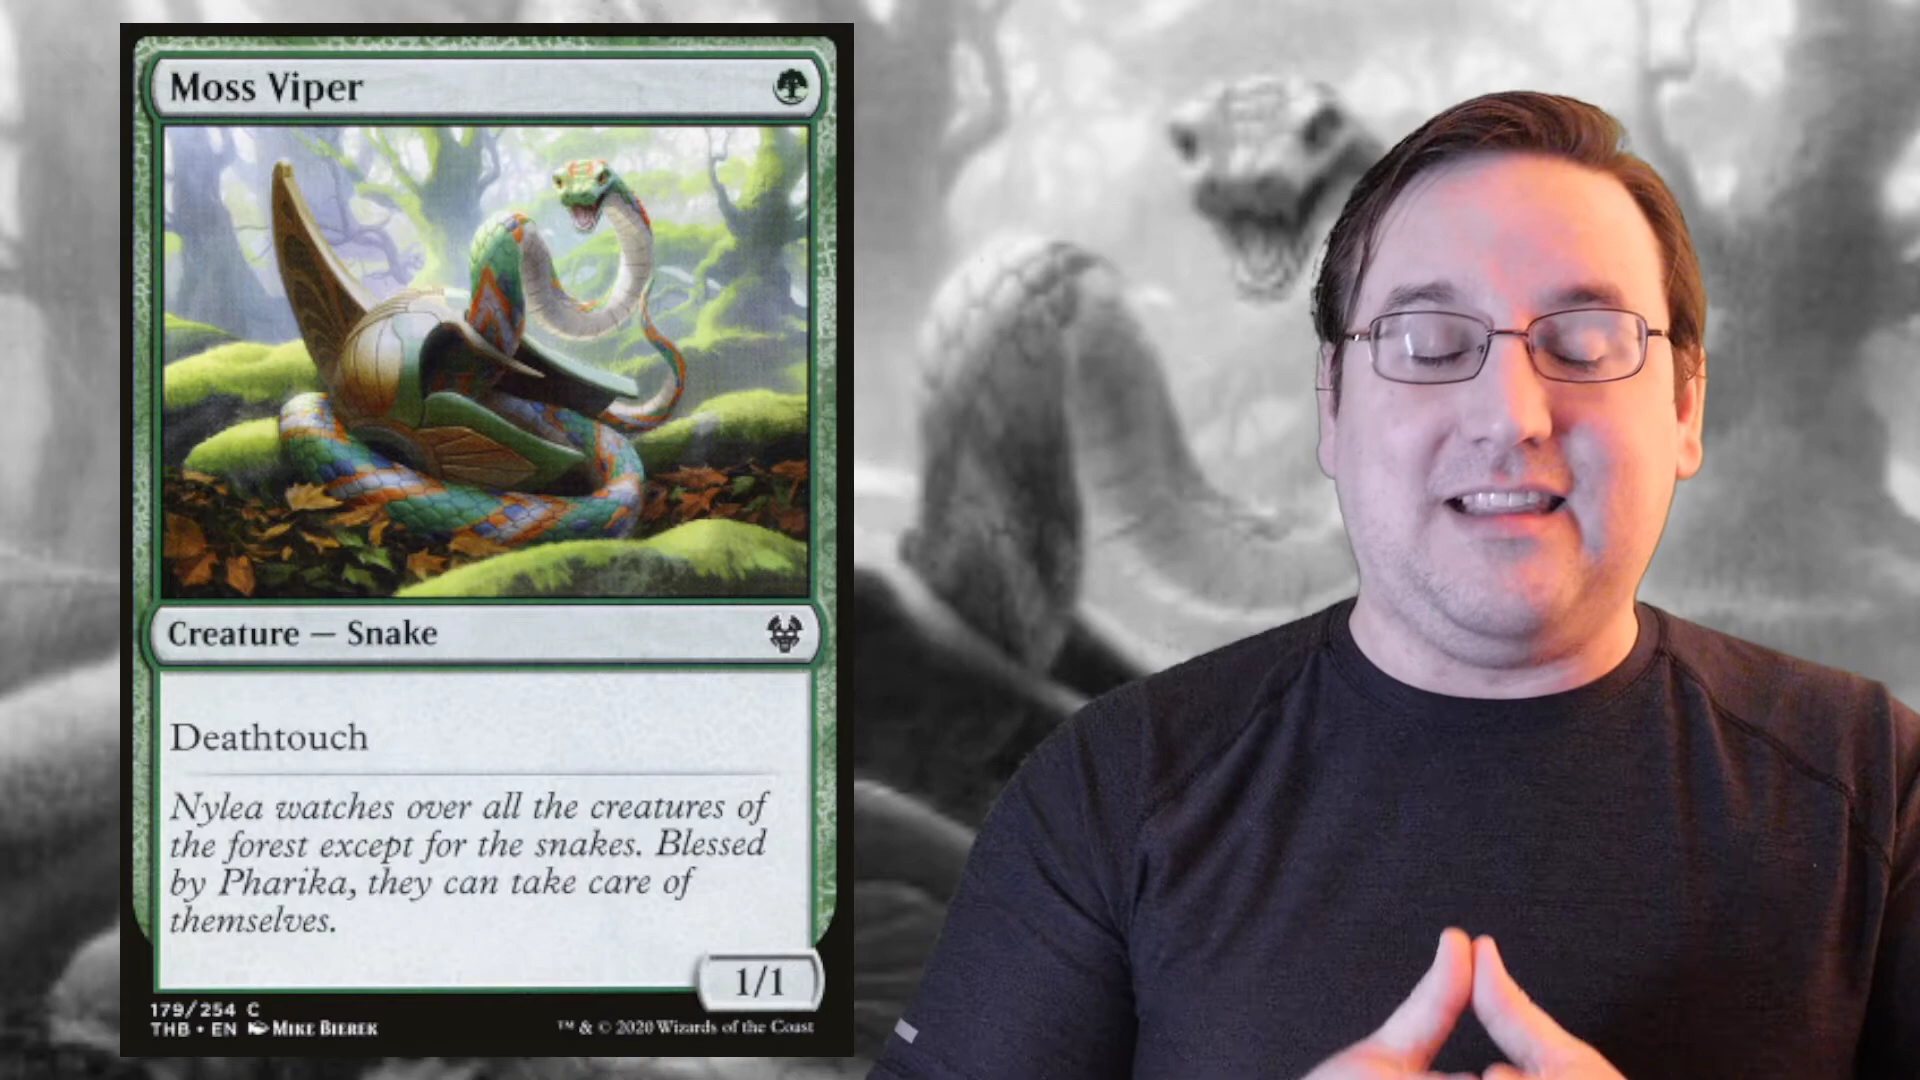 Moss Viper
Creature — Snake
Deathtouch
Nylea watches over all the creatures of
the forest except for the snakes. Blessed
by Pharika, they can take care of
themselves.
1/1
179/254 C
THB • EN Mike Bierek
™ & © 2020 Wizards of the Coast